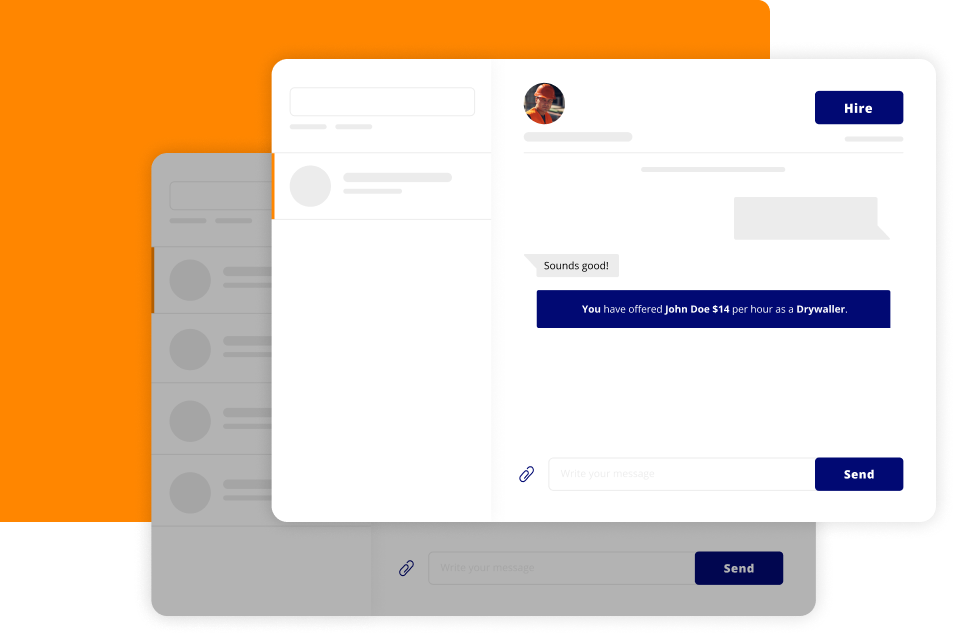 Hire
Sounds good!
You have offered John Doe $14 per hour as a Drywaller.
Write your message
Send
Write your message
Send